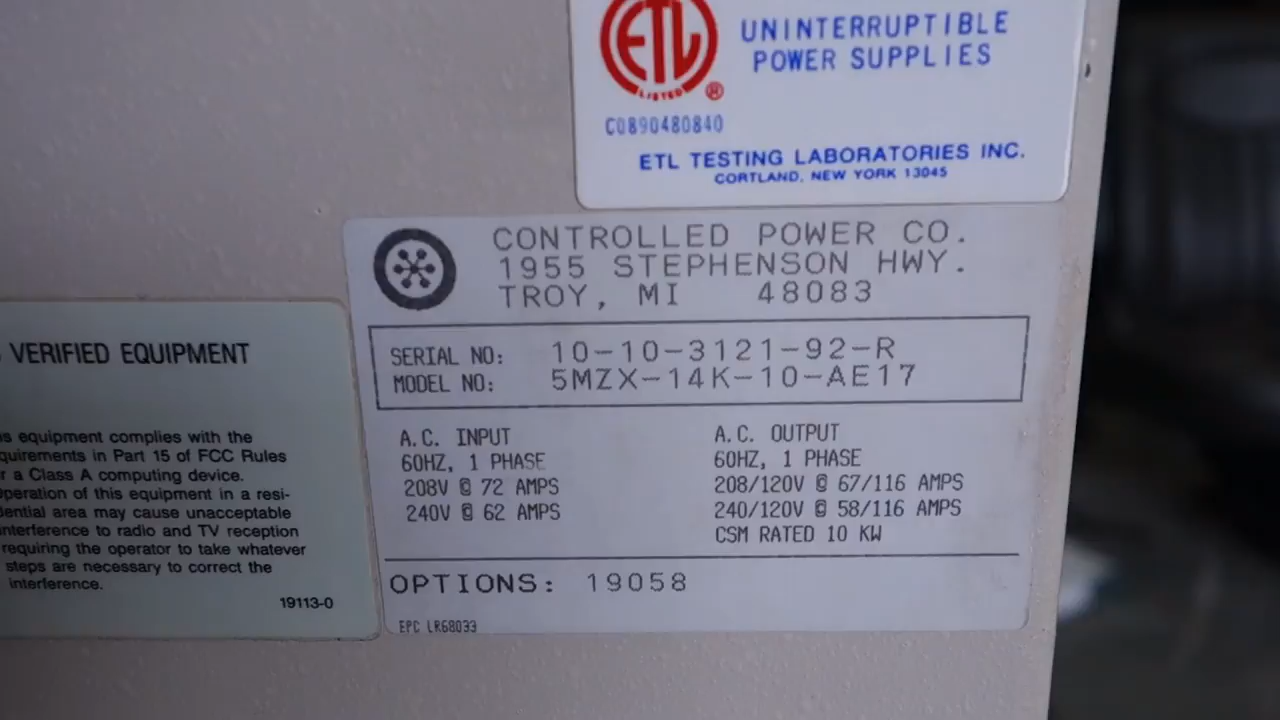 ETL
LISTED
®
UNINTERRUPTIBLE
POWER SUPPLIES
C0890480840
ETL TESTING LABORATORIES INC.
CORTLAND, NEW YORK 13045
CONTROLLED POWER CO.
1955 STEPHENSON HWY.
TROY, MI 48083
SERIAL NO: 10-10-3121-92-R
MODEL NO: 5MZX-14K-10-AE17
A.C. INPUT
60HZ, 1 PHASE
208V @ 72 AMPS
240V @ 62 AMPS
A.C. OUTPUT
60HZ, 1 PHASE
208/120V @ 67/116 AMPS
240/120V @ 58/116 AMPS
CSM RATED 10 KW
OPTIONS: 19058
EPC LR68033
VERIFIED EQUIPMENT
equipment complies with the
in Part 15 of FCC Rules
a Class A computing device.
Operation of this equipment in a resi-
dential area may cause unacceptable
interference to radio and TV reception
requiring the operator to take whatever
steps are necessary to correct the
interference.
19113-0